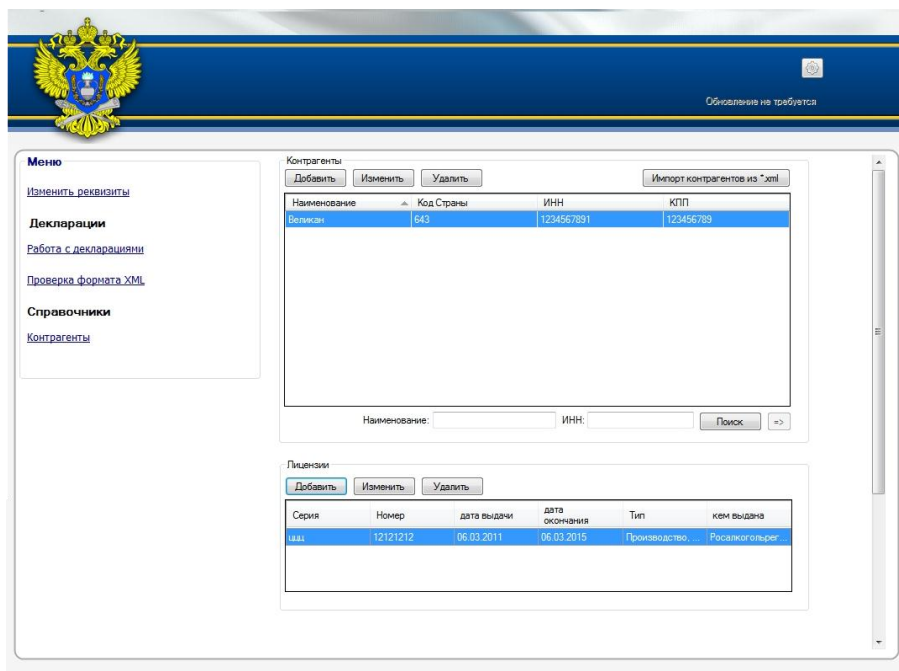 Обновление не требуется
Меню
Изменить реквизиты
Декларации
Работа с декларациями
Проверка формата XML
Справочники
Контрагенты
Контрагенты
Добавить Изменить Удалить Импорт контрагентов из *.xml
Наименование Код Страны ИНН КПП
Великан 643 1234567891 123456789
Наименование: ИНН: Поиск =>
Лицензии
Добавить Изменить Удалить
Серия Номер дата выдачи дата окончания Тип кем выдана
12121212 06.03.2011 06.03.2015 Производство, ... Росалкогольрег...